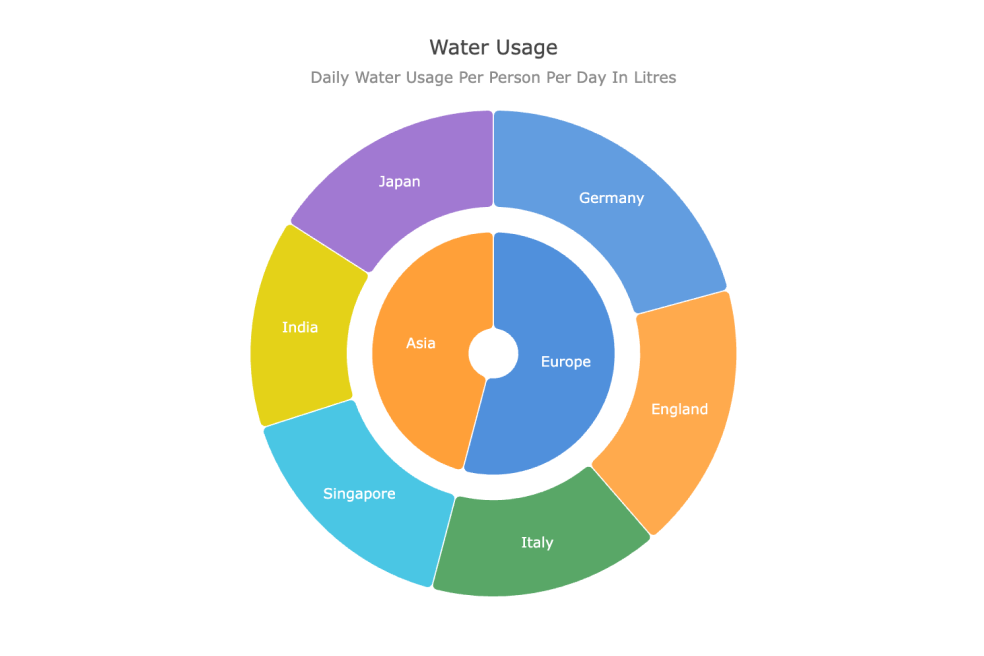 Water Usage
Daily Water Usage Per Person Per Day In Litres
Japan
Germany
India
Asia
Europe
England
Singapore
Italy